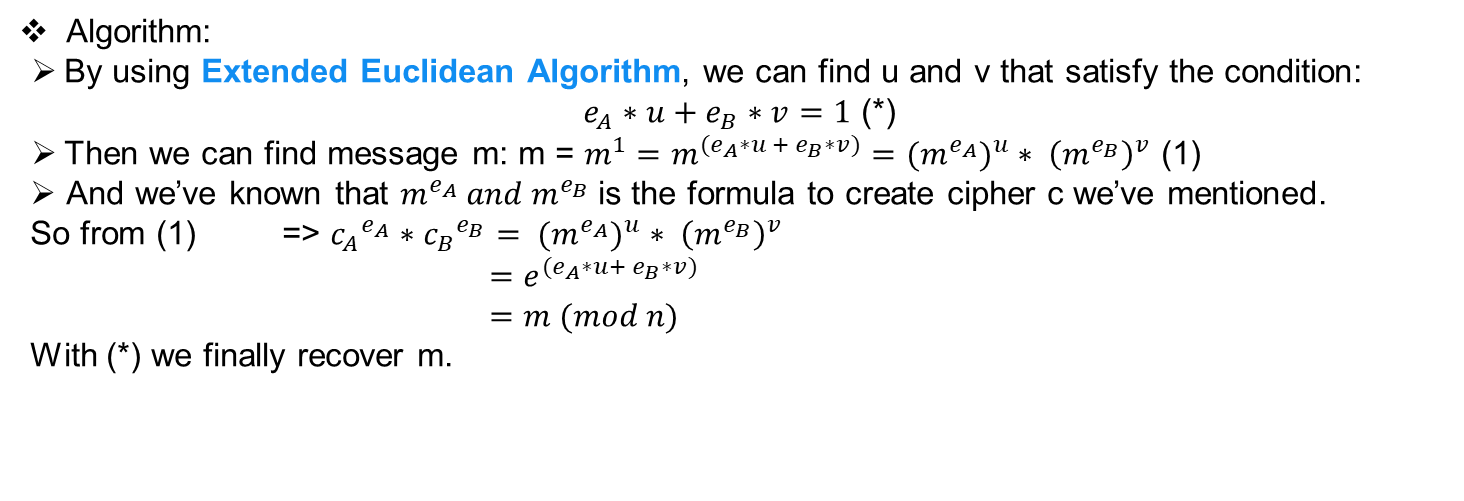 ❖ Algorithm:
➢ By using Extended Euclidean Algorithm, we can find u and v that satisfy the condition:
e_A * u + e_B * v = 1 (*)
➢ Then we can find message m: m = m^1 = m^(e_A*u + e_B*v) = (m^e_A)^u * (m^e_B)^v (1)
➢ And we’ve known that m^e_A and m^e_B is the formula to create cipher c we’ve mentioned.
So from (1) => c_A^e_A * c_B^e_B = (m^e_A)^u * (m^e_B)^v
= e^(e_A*u+ e_B*v)
= m (mod n)
With (*) we finally recover m.